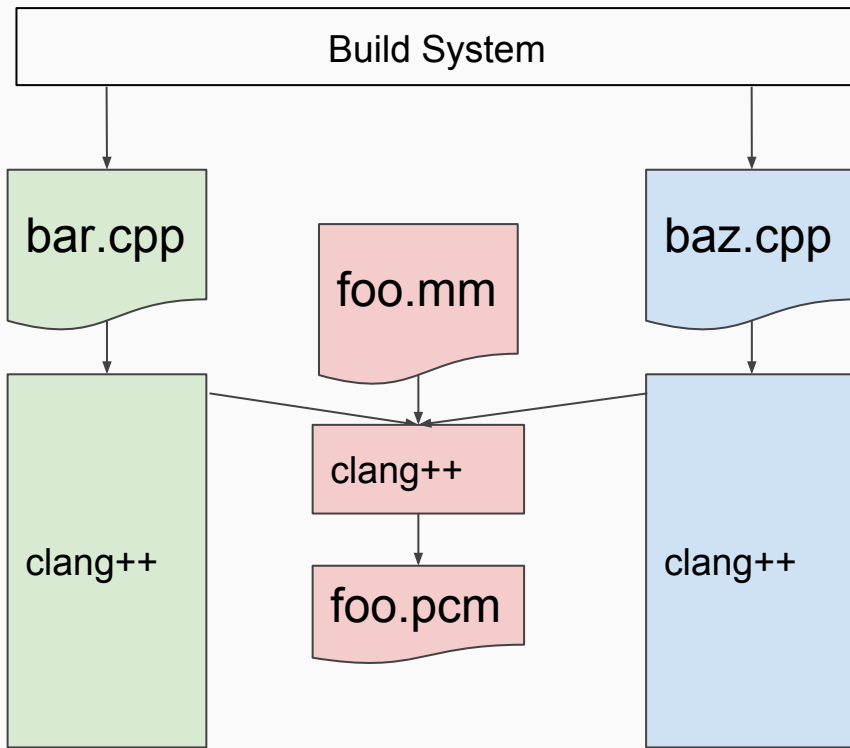 Build System
bar.cpp
foo.mm
baz.cpp
clang++
clang++
clang++
foo.pcm